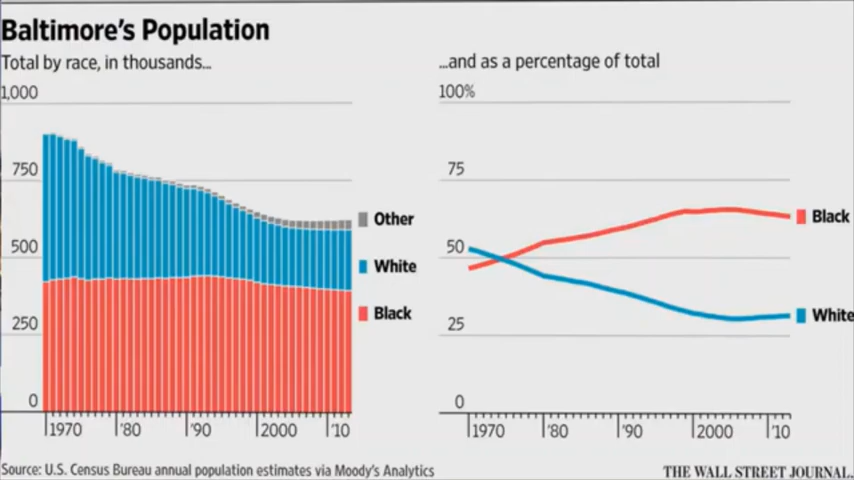 Baltimore's Population
Total by race, in thousands...
1,000
750
500
250
0
1970 '80 '90 2000 '10
Other
White
Black
...and as a percentage of total
100%
75
50
25
0
1970 '80 '90 2000 '10
Black
White
Source: U.S. Census Bureau annual population estimates via Moody's Analytics
THE WALL STREET JOURNAL.